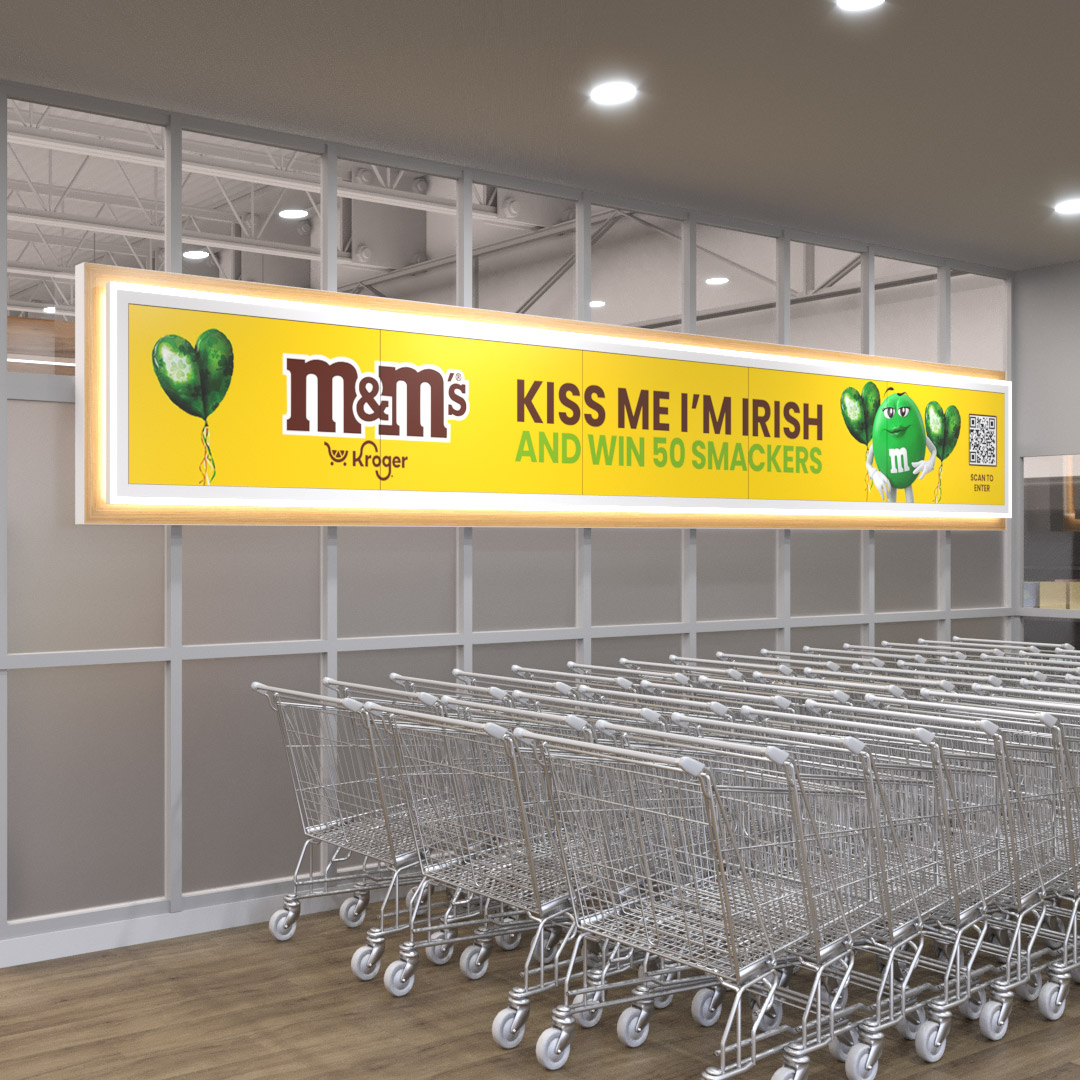 m&m's®
Kroger
KISS ME I'M IRISH
AND WIN 50 SMACKERS
m
SCAN TO
ENTER